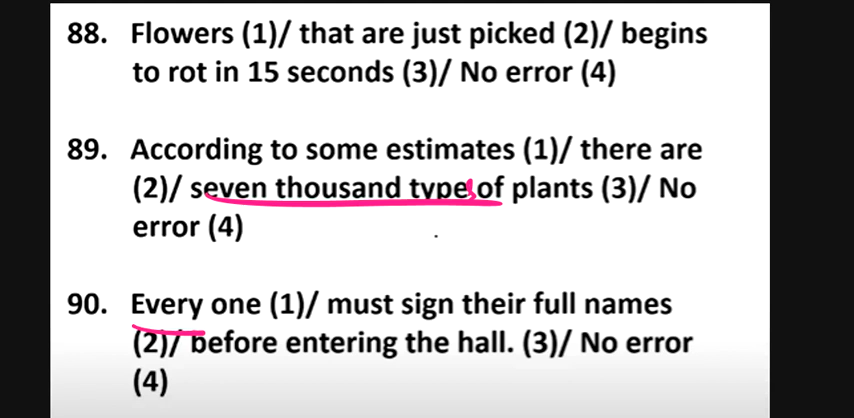 88. Flowers (1)/ that are just picked (2)/ begins
to rot in 15 seconds (3)/ No error (4)
89. According to some estimates (1)/ there are
(2)/ seven thousand types of plants (3)/ No
error (4)
90. Every one (1)/ must sign their full names
(2)/ before entering the hall. (3)/ No error
(4)